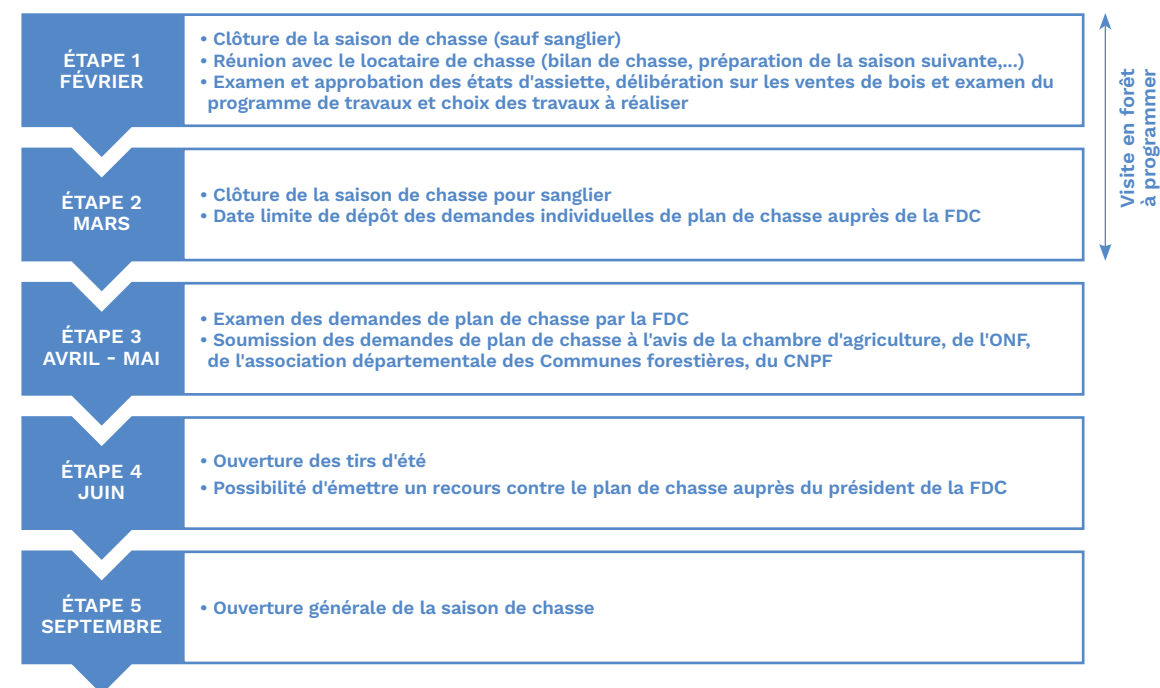 ÉTAPE 1
FÉVRIER
• Clôture de la saison de chasse (sauf sanglier)
• Réunion avec le locataire de chasse (bilan de chasse, préparation de la saison suivante,...)
• Examen et approbation des états d'assiette, délibération sur les ventes de bois et examen du
programme de travaux et choix des travaux à réaliser
Visite en forêt
à programmer
ÉTAPE 2
MARS
• Clôture de la saison de chasse pour sanglier
• Date limite de dépôt des demandes individuelles de plan de chasse auprès de la FDC
ÉTAPE 3
AVRIL - MAI
• Examen des demandes de plan de chasse par la FDC
• Soumission des demandes de plan de chasse à l'avis de la chambre d'agriculture, de l'ONF,
de l'association départementale des Communes forestières, du CNPF
ÉTAPE 4
JUIN
• Ouverture des tirs d'été
• Possibilité d'émettre un recours contre le plan de chasse auprès du président de la FDC
ÉTAPE 5
SEPTEMBRE
• Ouverture générale de la saison de chasse